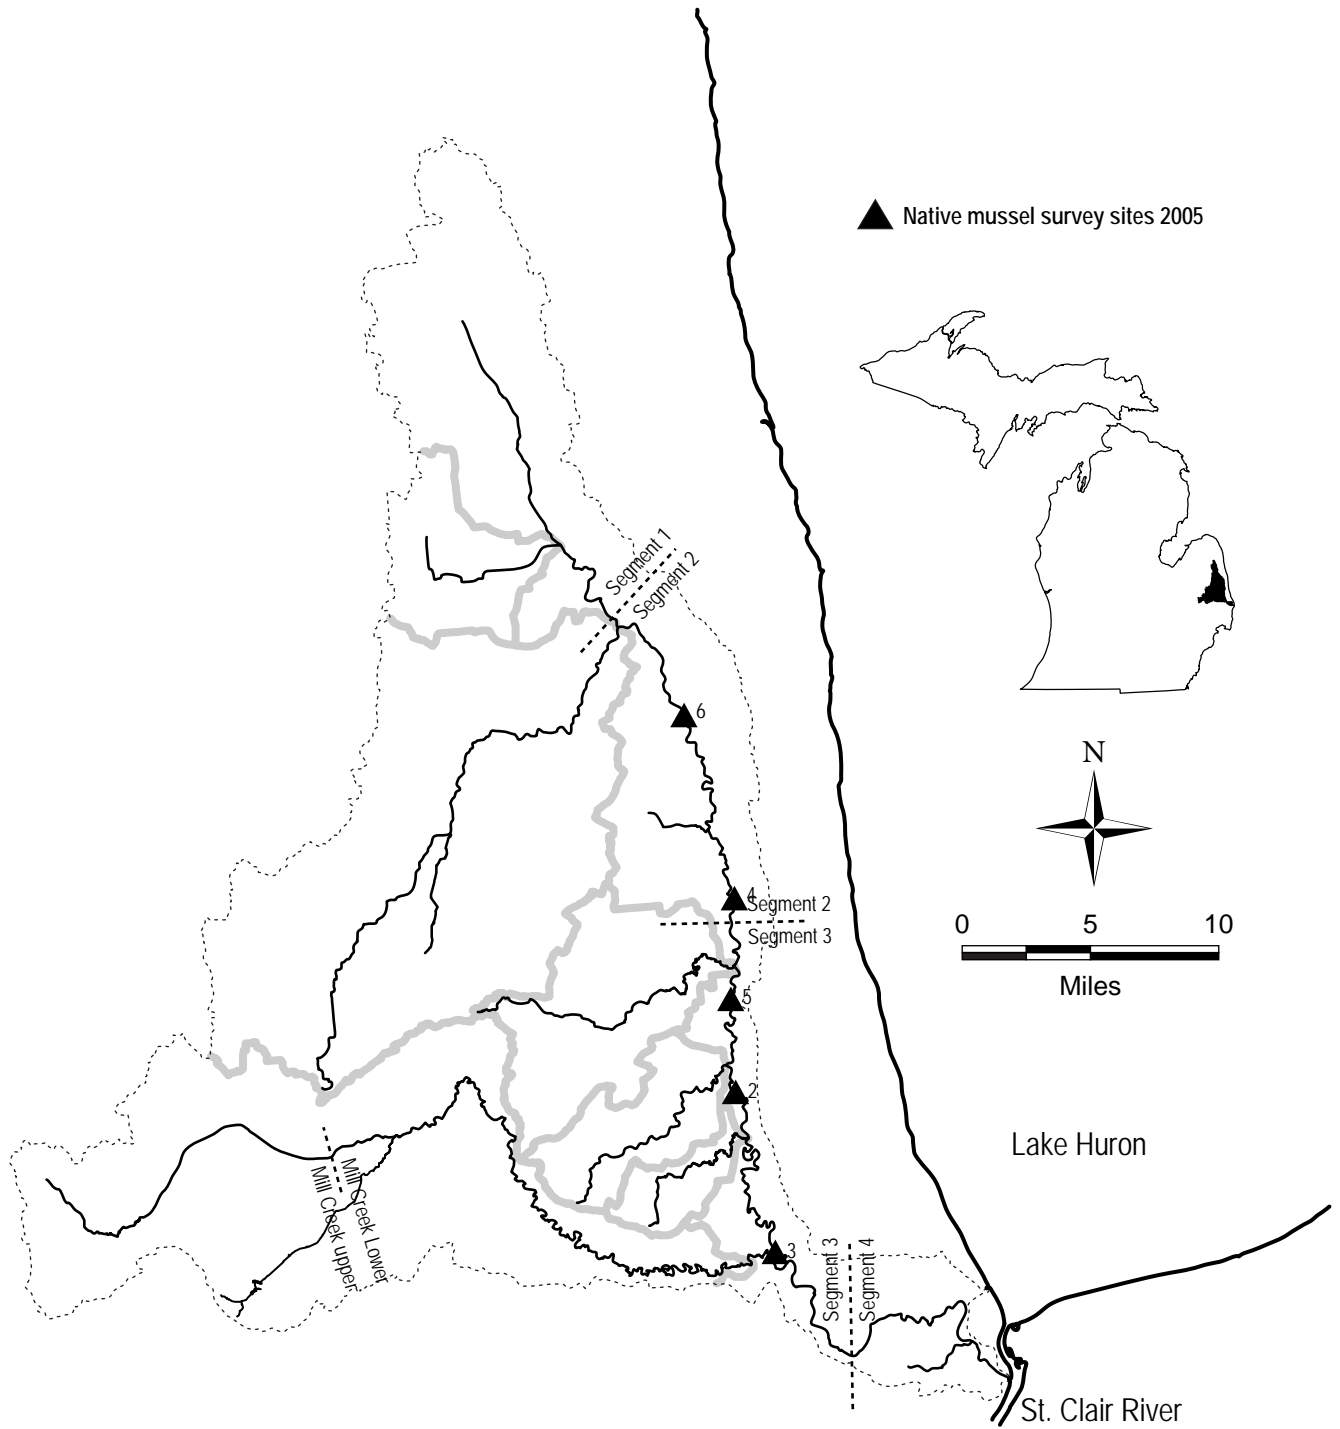 Native mussel survey sites 2005
Segment 1
Segment 2
6
N
4
Segment 2
Segment 3
0 5 10
Miles
5
2
Lake Huron
Mill Creek Lower
Mill Creek upper
3
Segment 3
Segment 4
St. Clair River